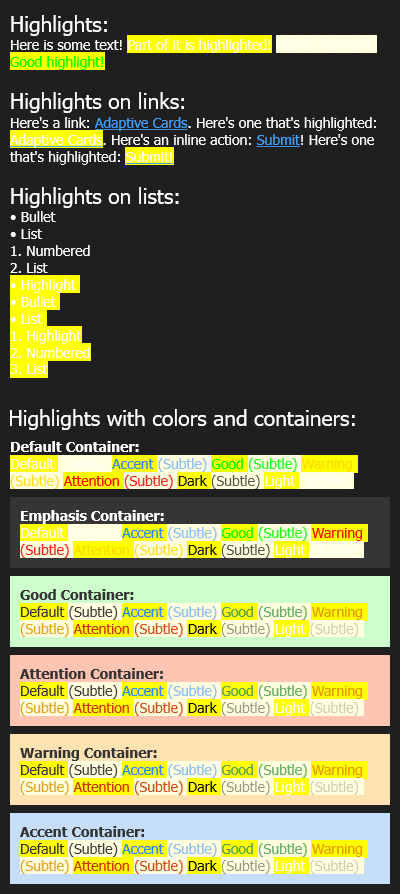 Highlights:
Here is some text! Part of it is highlighted!
Good highlight!
Highlights on links:
Here's a link: Adaptive Cards. Here's one that's highlighted:
Adaptive Cards. Here's an inline action: Submit! Here's one
that's highlighted: Submit!
Highlights on lists:
• Bullet
• List
1. Numbered
2. List
• Highlight
• Bullet
• List
1. Highlight
2. Numbered
3. List
Highlights with colors and containers:
Default Container:
Default Accent (Subtle) Good (Subtle) Warning
(Subtle) Attention (Subtle) Dark (Subtle) Light
Emphasis Container:
Default Accent (Subtle) Good (Subtle) Warning
(Subtle) Attention (Subtle) Dark (Subtle) Light
Good Container:
Default (Subtle) Accent (Subtle) Good (Subtle) Warning
(Subtle) Attention (Subtle) Dark (Subtle) Light (Subtle)
Attention Container:
Default (Subtle) Accent (Subtle) Good (Subtle) Warning
(Subtle) Attention (Subtle) Dark (Subtle) Light (Subtle)
Warning Container:
Default (Subtle) Accent (Subtle) Good (Subtle) Warning
(Subtle) Attention (Subtle) Dark (Subtle) Light (Subtle)
Accent Container:
Default (Subtle) Accent (Subtle) Good (Subtle) Warning
(Subtle) Attention (Subtle) Dark (Subtle) Light (Subtle)